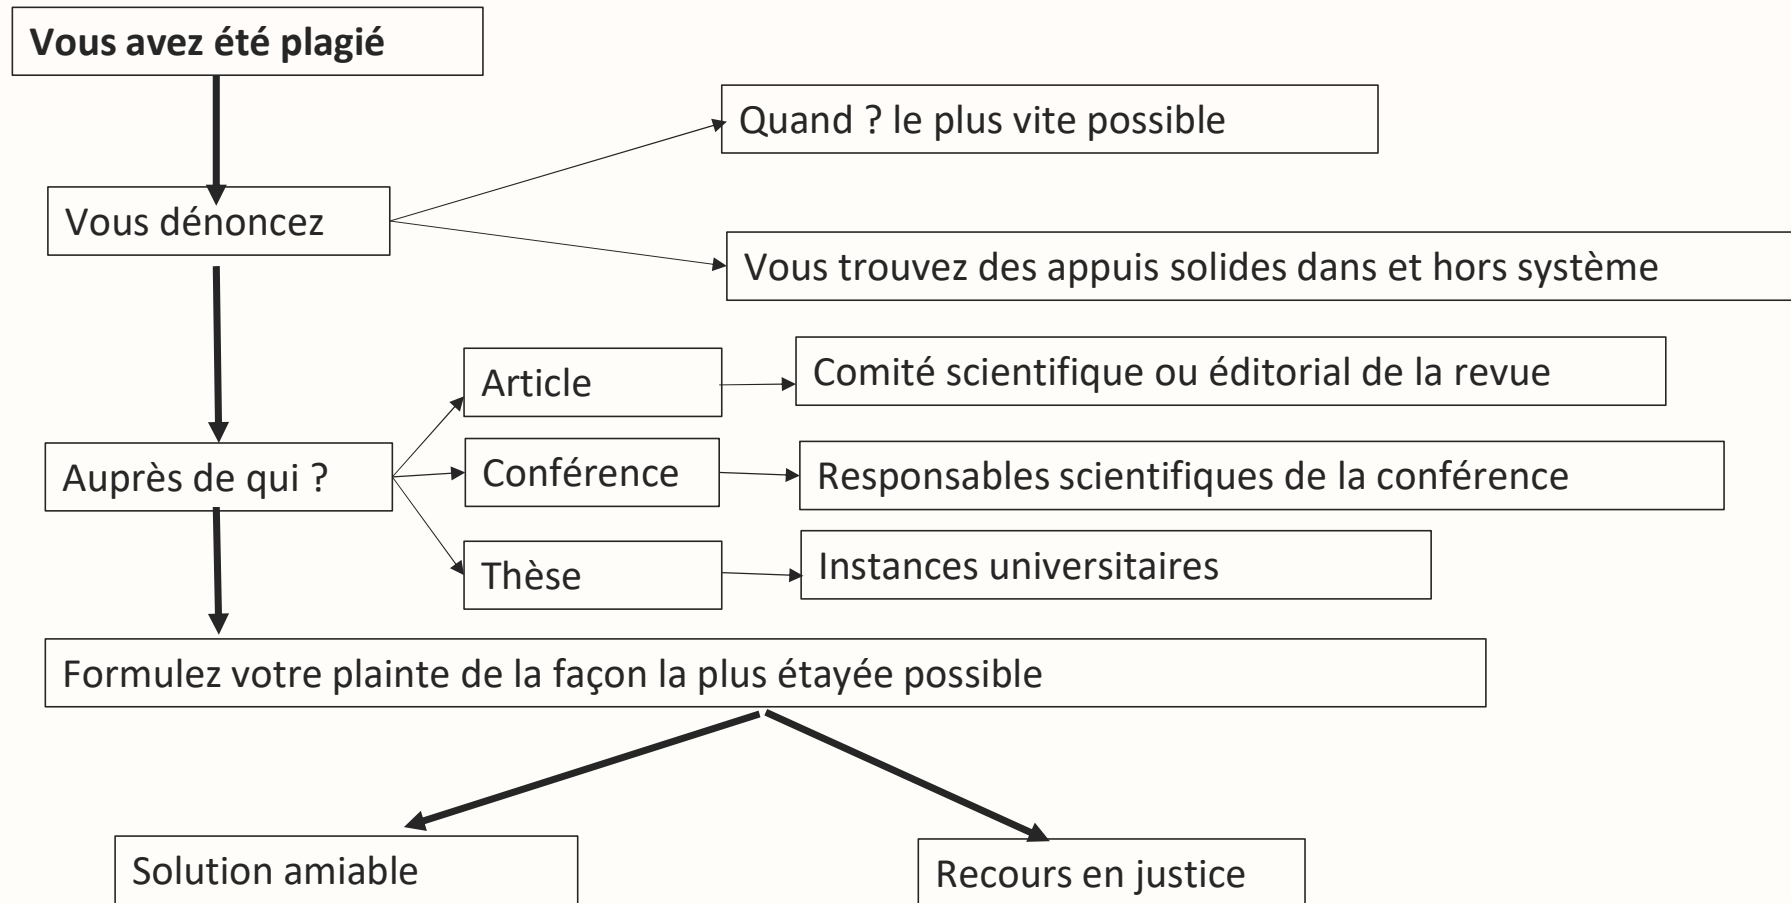 Vous avez été plagié
Quand ? le plus vite possible
Vous dénoncez
Vous trouvez des appuis solides dans et hors système
Article
Comité scientifique ou éditorial de la revue
Auprès de qui ?
Conférence
Responsables scientifiques de la conférence
Thèse
Instances universitaires
Formulez votre plainte de la façon la plus étayée possible
Solution amiable
Recours en justice